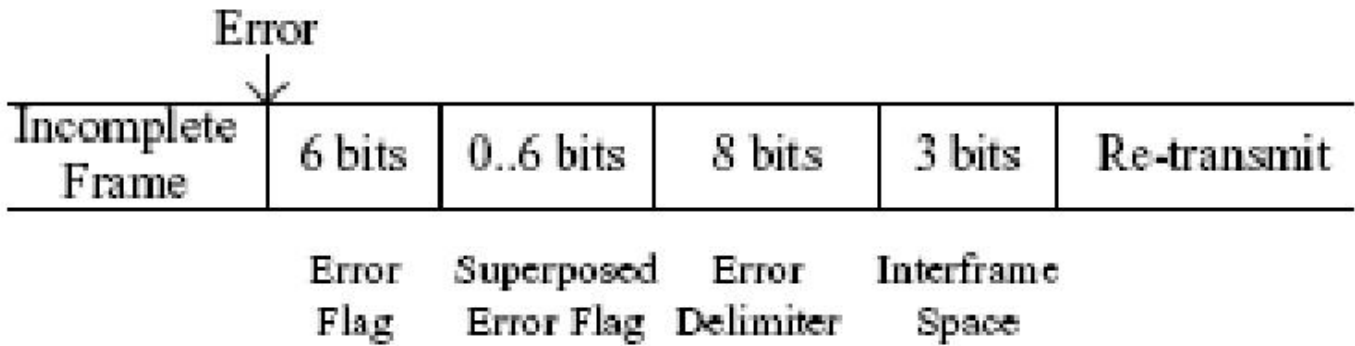 Error
Incomplete
Frame
6 bits
0..6 bits
8 bits
3 bits
Re-transmit
Error
Flag
Superposed
Error Flag
Error
Delimiter
Interframe
Space